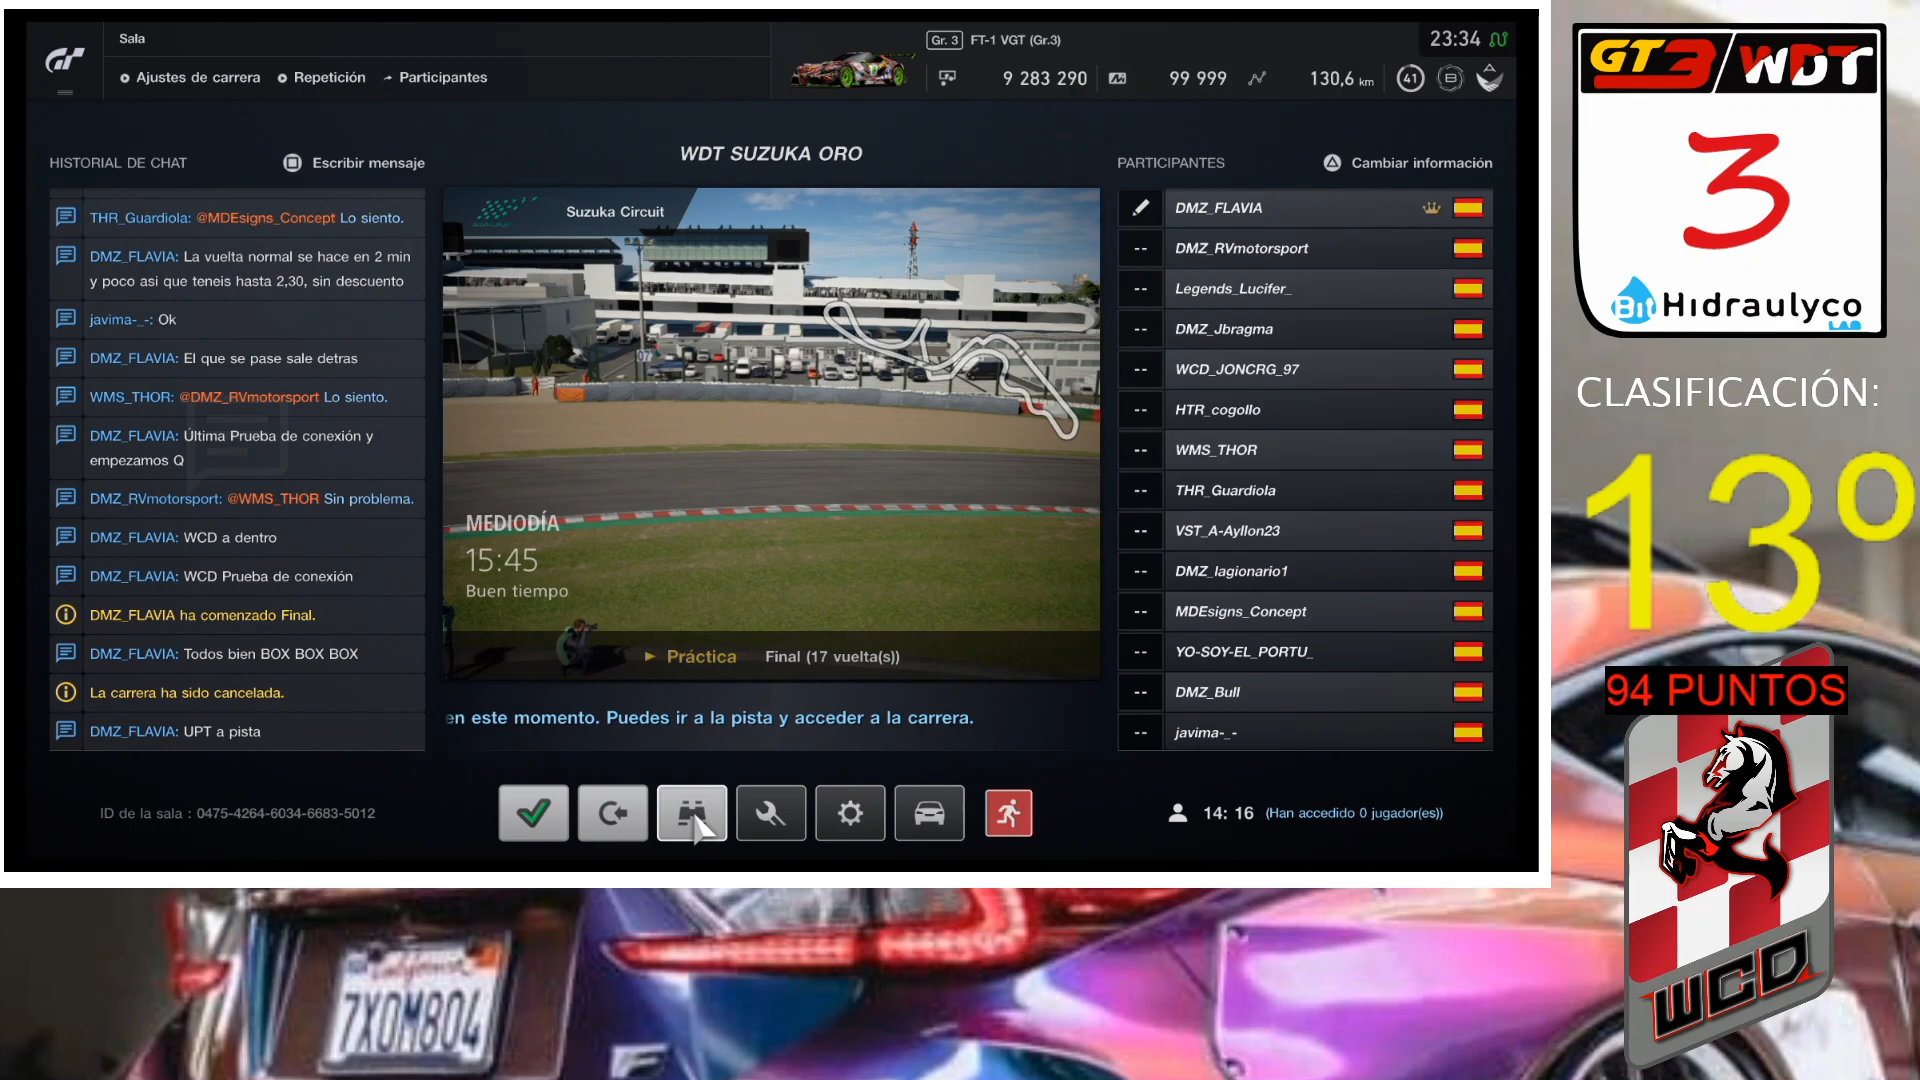 Sala
Ajustes de carrera
Repetición
Participantes
Gr. 3
FT-1 VGT (Gr.3)
9 283 290
99 999
130,6 km
23:34
41
B
HISTORIAL DE CHAT
Escribir mensaje
THR_Guardiola: @MDEsigns_Concept Lo siento.
DMZ_FLAVIA: La vuelta normal se hace en 2 min
y poco asi que teneis hasta 2,30, sin descuento
javima-_-: Ok
DMZ_FLAVIA: El que se pase sale detras
WMS_THOR: @DMZ_RVmotorsport Lo siento.
DMZ_FLAVIA: Última Prueba de conexión y
empezamos Q
DMZ_RVmotorsport: @WMS_THOR Sin problema.
DMZ_FLAVIA: WCD a dentro
DMZ_FLAVIA: WCD Prueba de conexión
DMZ_FLAVIA ha comenzado Final.
DMZ_FLAVIA: Todos bien BOX BOX BOX
La carrera ha sido cancelada.
DMZ_FLAVIA: UPT a pista
ID de la sala : 0475-4264-6034-6683-5012
WDT SUZUKA ORO
Suzuka Circuit
07
MEDIODÍA
15:45
Buen tiempo
Práctica
Final (17 vuelta(s))
en este momento. Puedes ir a la pista y acceder a la carrera.
PARTICIPANTES
Cambiar información
DMZ_FLAVIA
-- DMZ_RVmotorsport
-- Legends_Lucifer_
-- DMZ_Jbragma
-- WCD_JONCRG_97
-- HTR_cogollo
-- WMS_THOR
-- THR_Guardiola
-- VST_A-Ayllon23
-- DMZ_lagionario1
-- MDEsigns_Concept
-- YO-SOY-EL_PORTU_
-- DMZ_Bull
-- javima-_-
14: 16 (Han accedido 0 jugador(es))
GT3/WDT
3
Bit Hidraulyco
LAB
CLASIFICACIÓN:
13º
94 PUNTOS
WCD
7XOM804